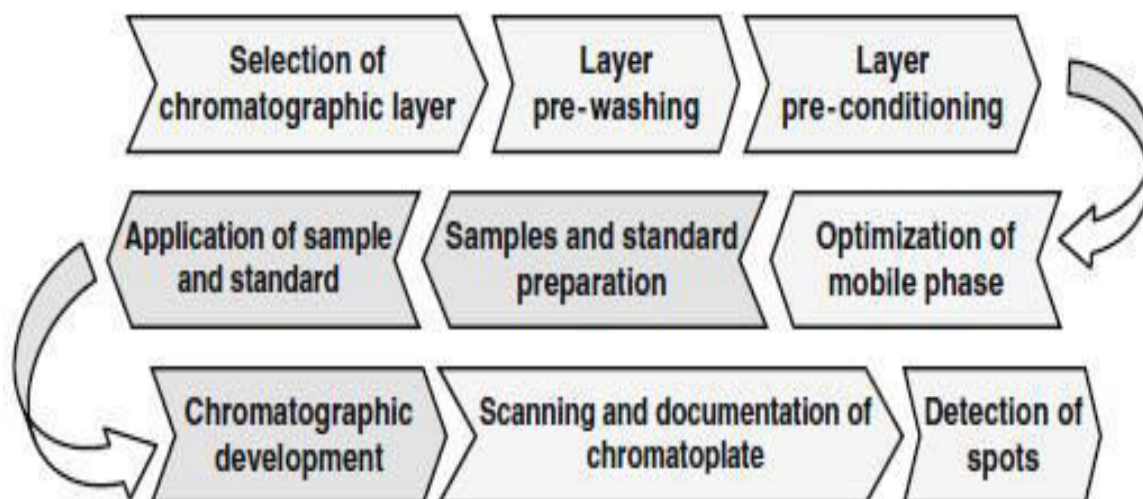 Selection of
chromatographic layer
Layer
pre-washing
Layer
pre-conditioning
Optimization of
mobile phase
Samples and standard
preparation
Application of sample
and standard
Chromatographic
development
Scanning and documentation of
chromatoplate
Detection of
spots